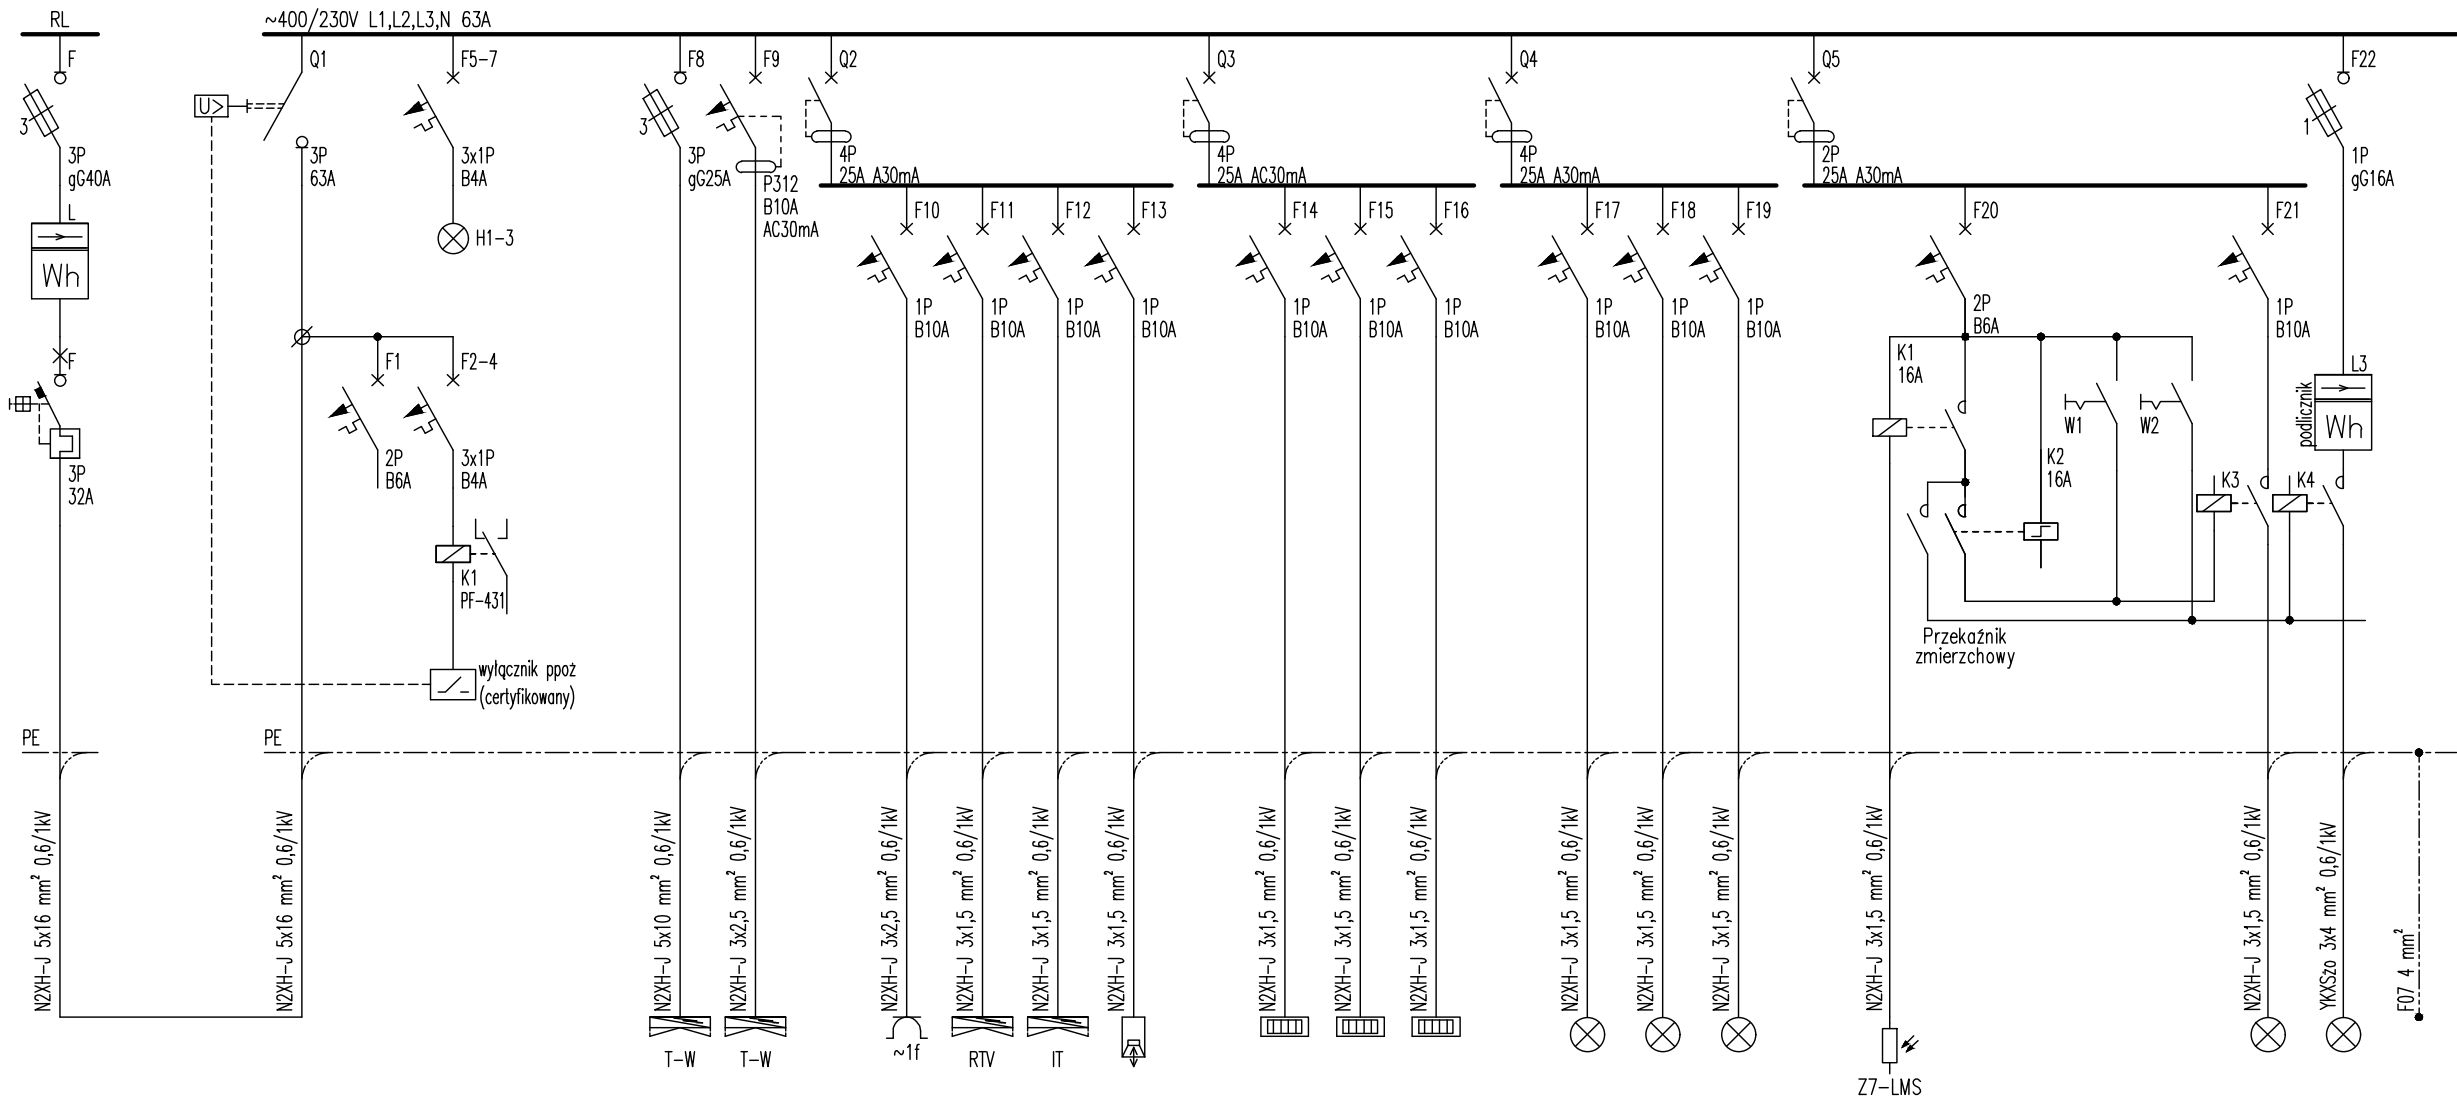 RL
~400/230V L1,L2,L3,N 63A
F
3
3P
gG40A
L
Wh
F
3P
32A
PE
N2XH-J 5x16 mm² 0,6/1kV
U>
Q1
3P
63A
F5-7
3x1P
B4A
H1-3
F1
2P
B6A
F2-4
3x1P
B4A
K1
PF-431
wyłącznik ppoż
(certyfikowany)
PE
N2XH-J 5x16 mm² 0,6/1kV
F8
3
3P
gG25A
N2XH-J 5x10 mm² 0,6/1kV
T-W
F9
P312
B10A
AC30mA
N2XH-J 3x2,5 mm² 0,6/1kV
T-W
Q2
4P
25A A30mA
F10
1P
B10A
N2XH-J 3x2,5 mm² 0,6/1kV
~1f
F11
1P
B10A
N2XH-J 3x1,5 mm² 0,6/1kV
RTV
F12
1P
B10A
N2XH-J 3x1,5 mm² 0,6/1kV
IT
F13
1P
B10A
N2XH-J 3x1,5 mm² 0,6/1kV
Q3
4P
25A AC30mA
F14
1P
B10A
N2XH-J 3x1,5 mm² 0,6/1kV
F15
1P
B10A
N2XH-J 3x1,5 mm² 0,6/1kV
F16
1P
B10A
N2XH-J 3x1,5 mm² 0,6/1kV
Q4
4P
25A A30mA
F17
1P
B10A
N2XH-J 3x1,5 mm² 0,6/1kV
F18
1P
B10A
N2XH-J 3x1,5 mm² 0,6/1kV
F19
1P
B10A
N2XH-J 3x1,5 mm² 0,6/1kV
Q5
2P
25A A30mA
F20
2P
B6A
K1
16A
K2
16A
W1
W2
Przekaźnik
zmierzchowy
N2XH-J 3x1,5 mm² 0,6/1kV
Z7-LMS
F21
1P
B10A
K3
N2XH-J 3x1,5 mm² 0,6/1kV
F22
1
1P
gG16A
L3
podlicznik
Wh
K4
YKXSżo 3x4 mm² 0,6/1kV
F07 4 mm²